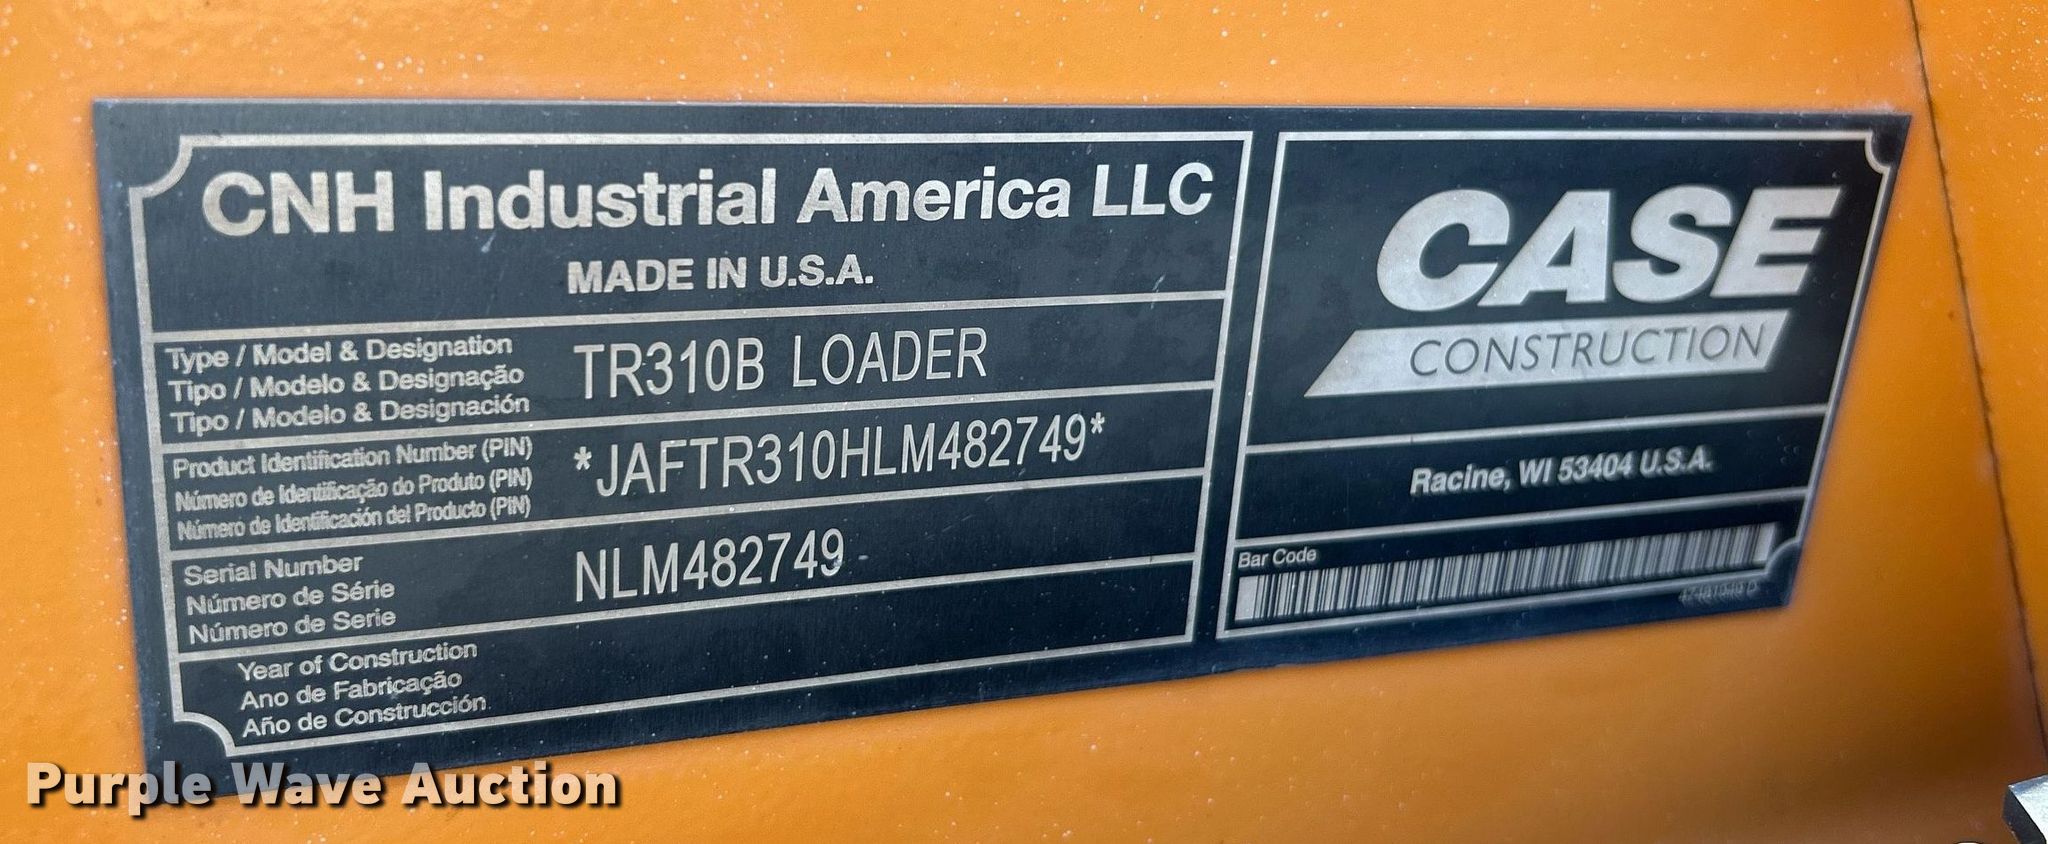 CNH Industrial America LLC
MADE IN U.S.A.
Type / Model & Designation
Tipo / Modelo & Designação
Tipo / Modelo & Designación
TR310B LOADER
Product Identification Number (PIN)
Número de Identificação do Produto (PIN)
Número de Identificación del Producto (PIN)
*JAFTR310HLM482749*
Serial Number
Número de Série
Número de Serie
NLM482749
Year of Construction
Ano de Fabricação
Año de Construcción
CASE
CONSTRUCTION
Racine, WI 53404 U.S.A.
Bar Code
Purple Wave Auction